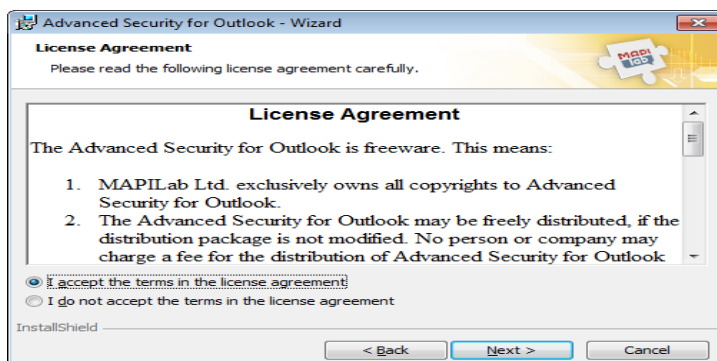 Advanced Security for Outlook - Wizard
License Agreement
Please read the following license agreement carefully.
MAPI
lab
License Agreement
The Advanced Security for Outlook is freeware. This means:
1. MAPILab Ltd. exclusively owns all copyrights to Advanced
Security for Outlook.
2. The Advanced Security for Outlook may be freely distributed, if the
distribution package is not modified. No person or company may
charge a fee for the distribution of Advanced Security for Outlook
I accept the terms in the license agreement
I do not accept the terms in the license agreement
InstallShield
< Back
Next >
Cancel